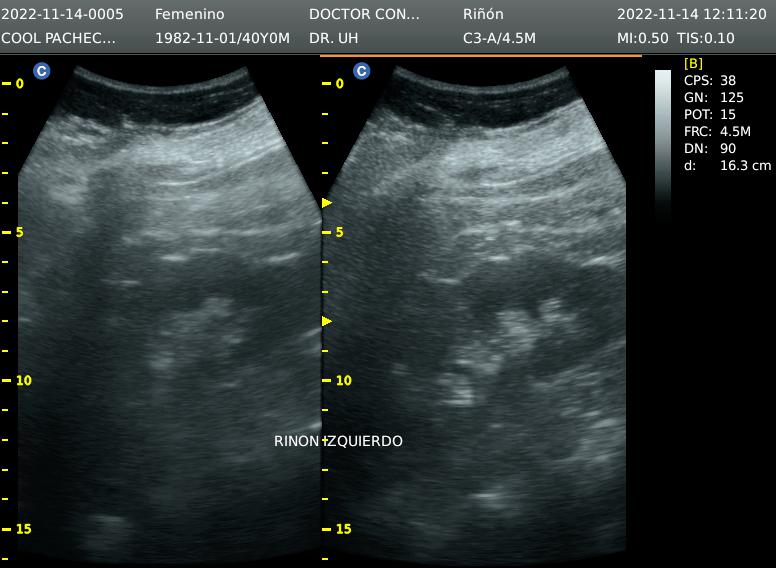 2022-11-14-0005 Femenino DOCTOR CON... Riñón 2022-11-14 12:11:20
COOL PACHEC... 1982-11-01/40Y0M DR. UH C3-A/4.5M MI:0.50 TIS:0.10
C C
[B]
CPS: 38
GN: 125
POT: 15
FRC: 4.5M
DN: 90
d: 16.3 cm
0 0
5 5
10 10
RINON IZQUIERDO
15 15